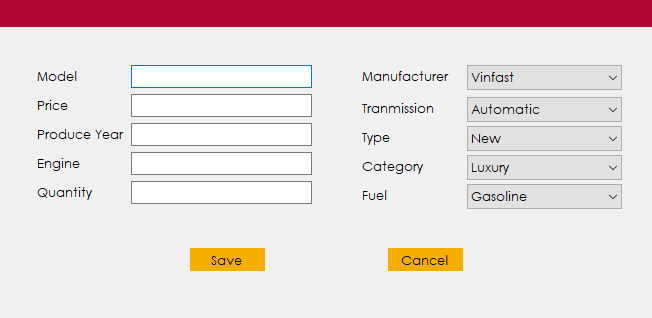 Model
Price
Produce Year
Engine
Quantity
Manufacturer Vinfast
Tranmission Automatic
Type New
Category Luxury
Fuel Gasoline
Save Cancel